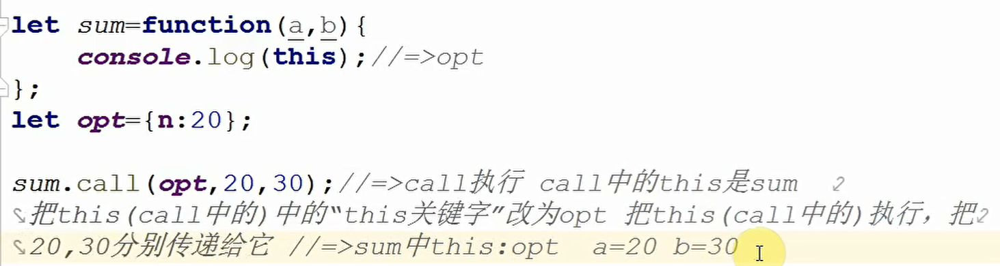 let sum=function(a,b){
console.log(this);//=>opt
};
let opt={n:20};
sum.call(opt,20,30);//=>call执行 call中的this是sum
把this(call中的)中的“this关键字”改为opt 把this(call中的)执行，把
20,30分别传递给它 //=>sum中this:opt  a=20 b=30